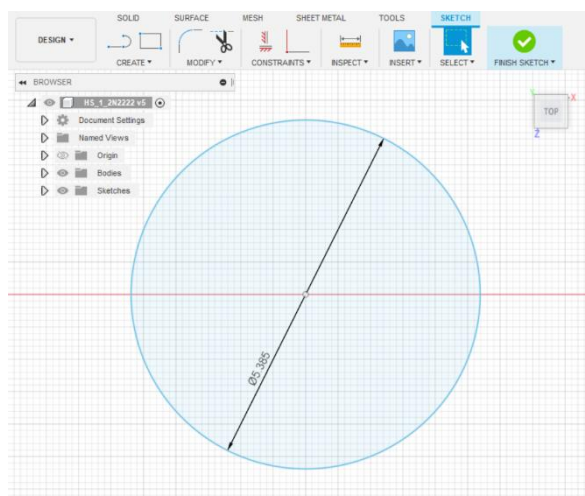 SOLID SURFACE MESH SHEET METAL TOOLS SKETCH
DESIGN
CREATE MODIFY CONSTRAINTS INSPECT INSERT SELECT FINISH SKETCH
BROWSER
H5_1_2N2222 v5
Document Settings
Named Views
Origin
Bodies
Sketches
TOP
X
Y
Z
Ø5.385